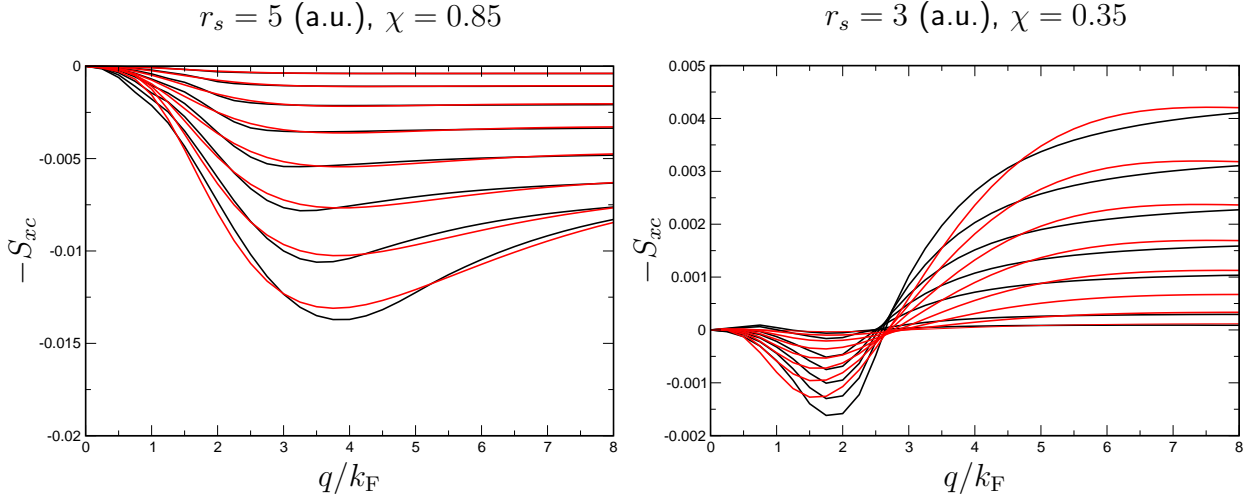 r_s = 5 (a.u.), χ = 0.85
0
-0.005
-0.01
-0.015
-0.02
−S_xc
0 1 2 3 4 5 6 7 8
q/k_F
r_s = 3 (a.u.), χ = 0.35
0.005
0.004
0.003
0.002
0.001
0
-0.001
-0.002
−S_xc
0 1 2 3 4 5 6 7 8
q/k_F